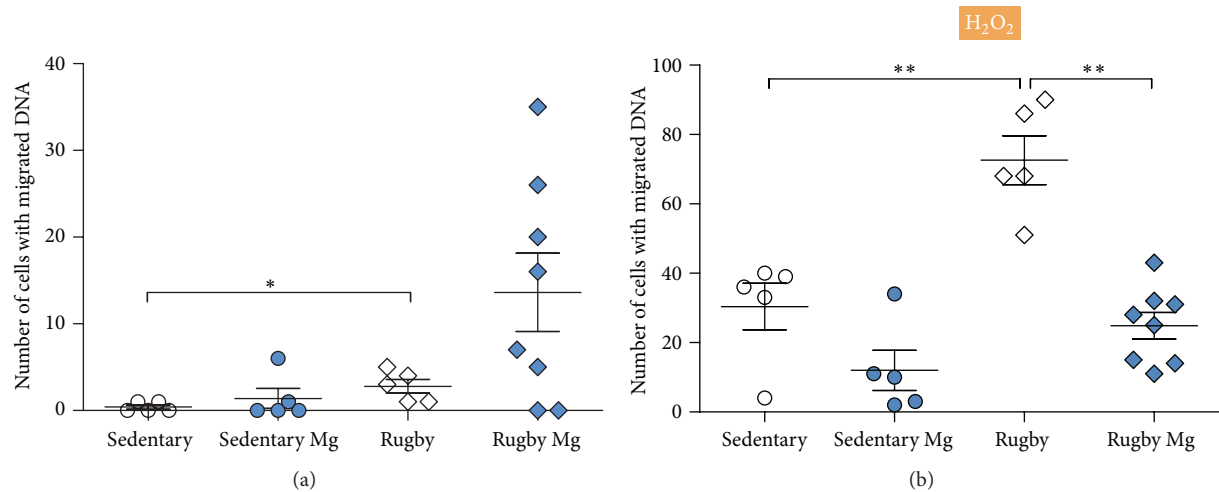 Number of cells with migrated DNA
40
30
20
10
0
*
Sedentary Sedentary Mg Rugby Rugby Mg
(a)
H₂O₂
Number of cells with migrated DNA
100
80
60
40
20
0
** **
Sedentary Sedentary Mg Rugby Rugby Mg
(b)